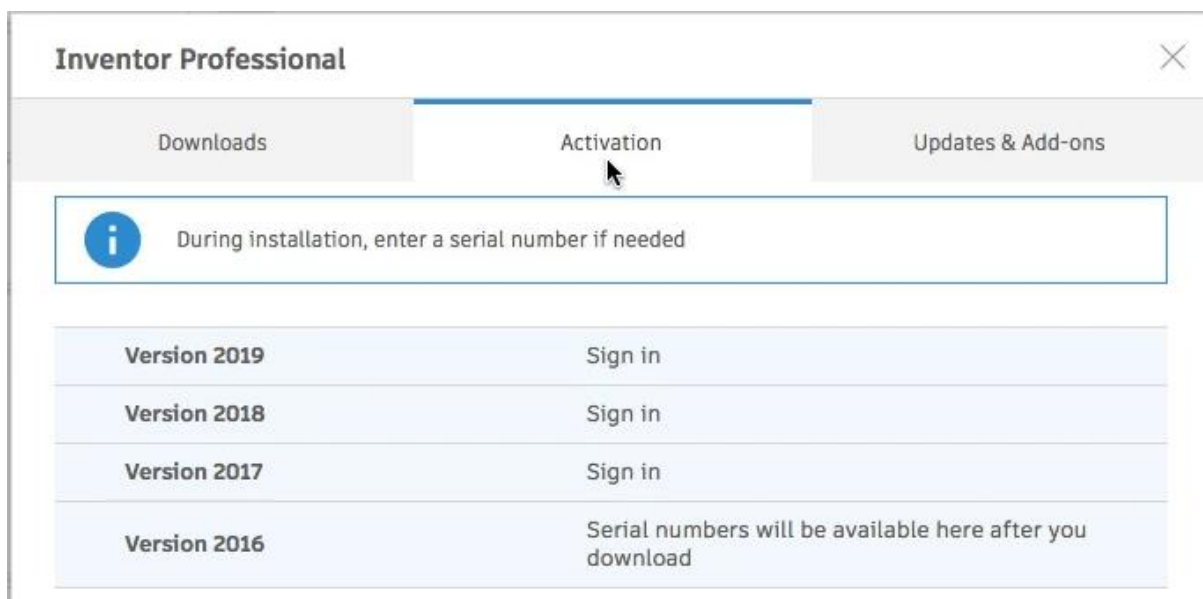 Inventor Professional
Downloads Activation Updates & Add-ons
During installation, enter a serial number if needed
Version 2019 Sign in
Version 2018 Sign in
Version 2017 Sign in
Version 2016 Serial numbers will be available here after you
download